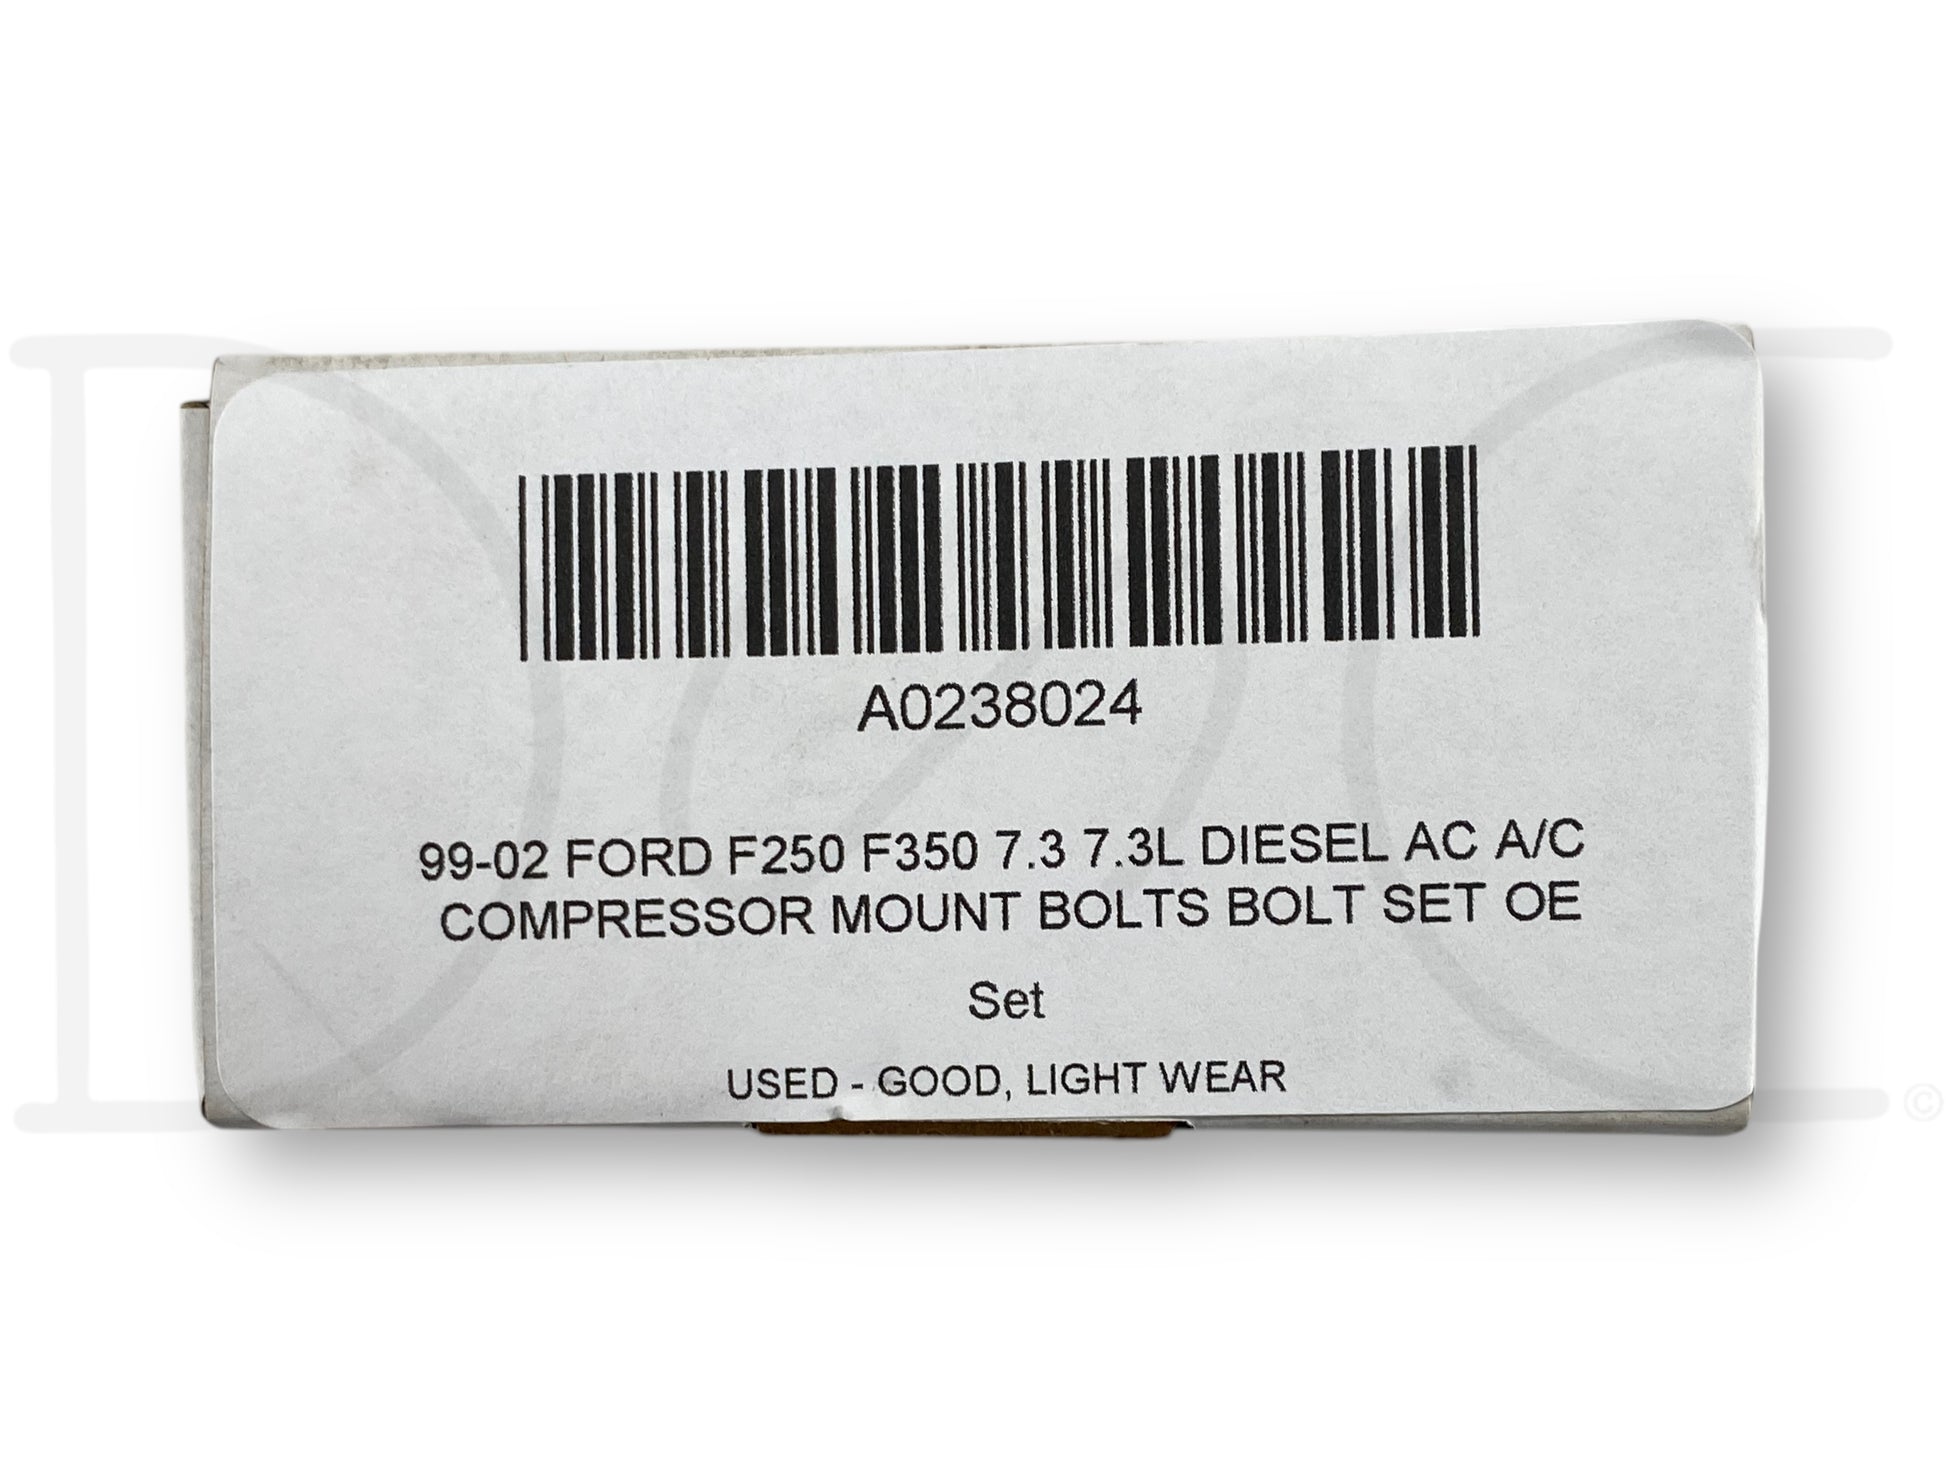 A0238024
99-02 FORD F250 F350 7.3 7.3L DIESEL AC A/C
COMPRESSOR MOUNT BOLTS BOLT SET OE
Set
USED - GOOD, LIGHT WEAR
©